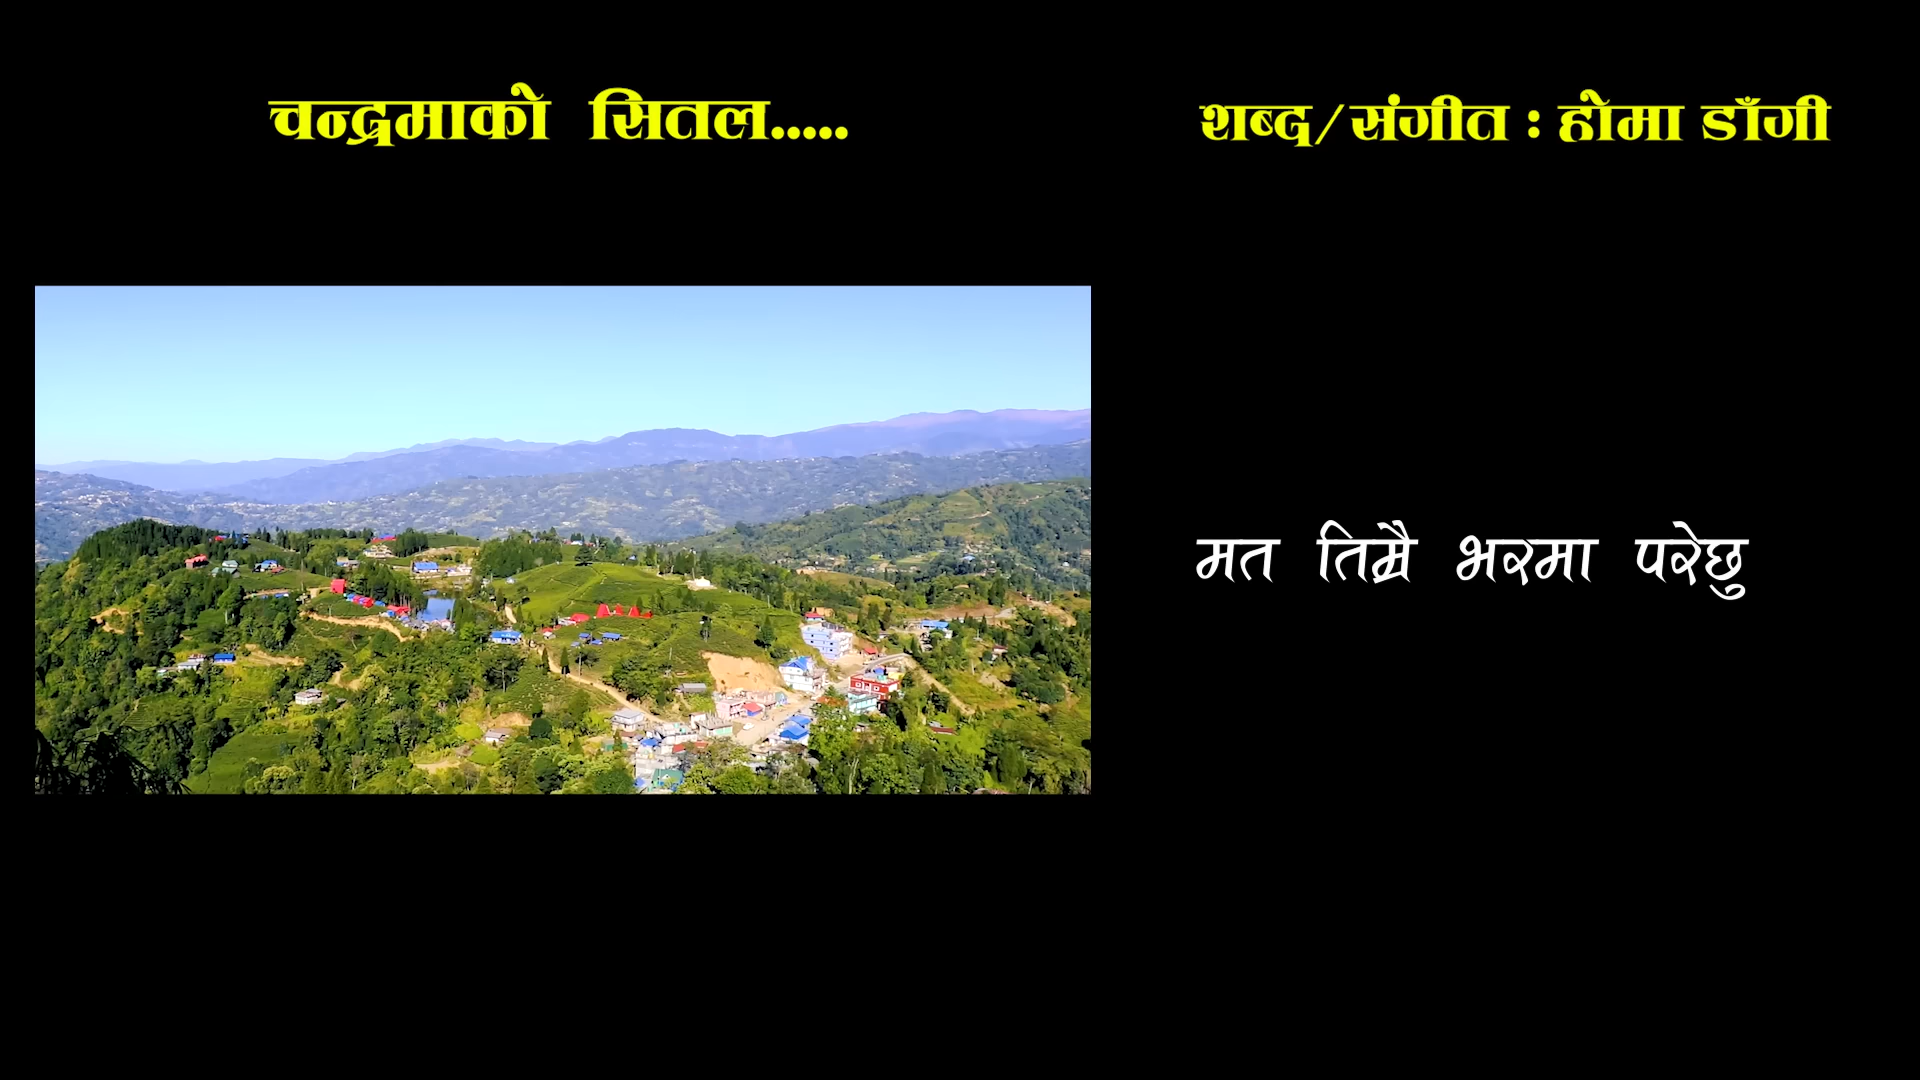 चन्द्रमाको सितल.....
शब्द/संगीत : होमा डाँगी
मत तिम्रै भरमा परेछु